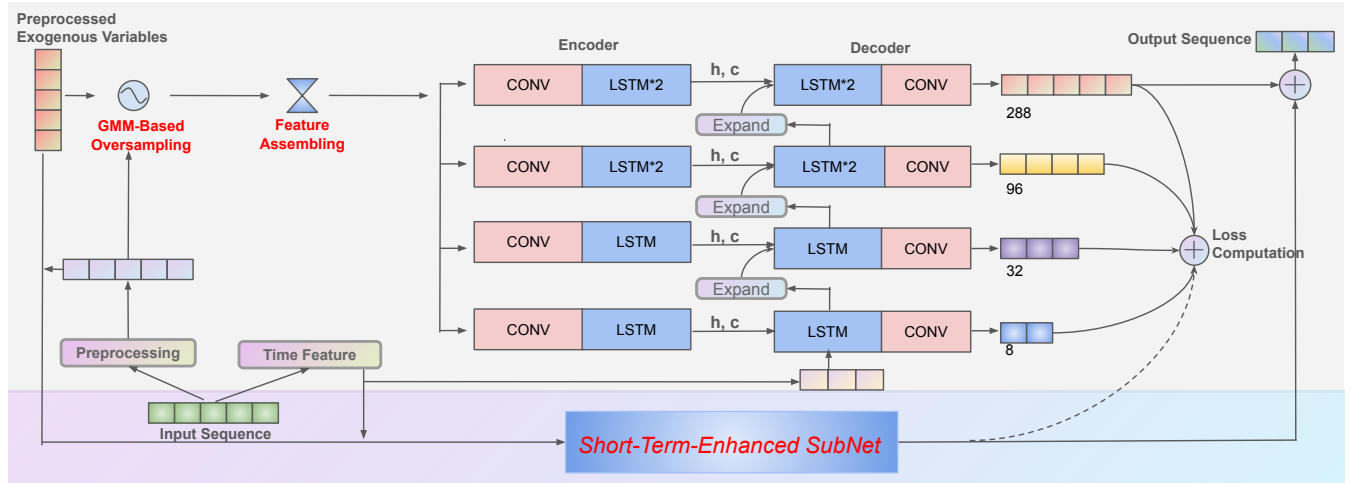 Preprocessed
Exogenous Variables
Encoder
Decoder
Output Sequence
CONV
LSTM*2
h, c
LSTM*2
CONV
288
GMM-Based
Oversampling
Feature
Assembling
Expand
CONV
LSTM*2
h, c
LSTM*2
CONV
96
Expand
CONV
LSTM
h, c
LSTM
CONV
32
Loss
Computation
Expand
CONV
LSTM
h, c
LSTM
CONV
8
Preprocessing
Time Feature
Input Sequence
Short-Term-Enhanced SubNet